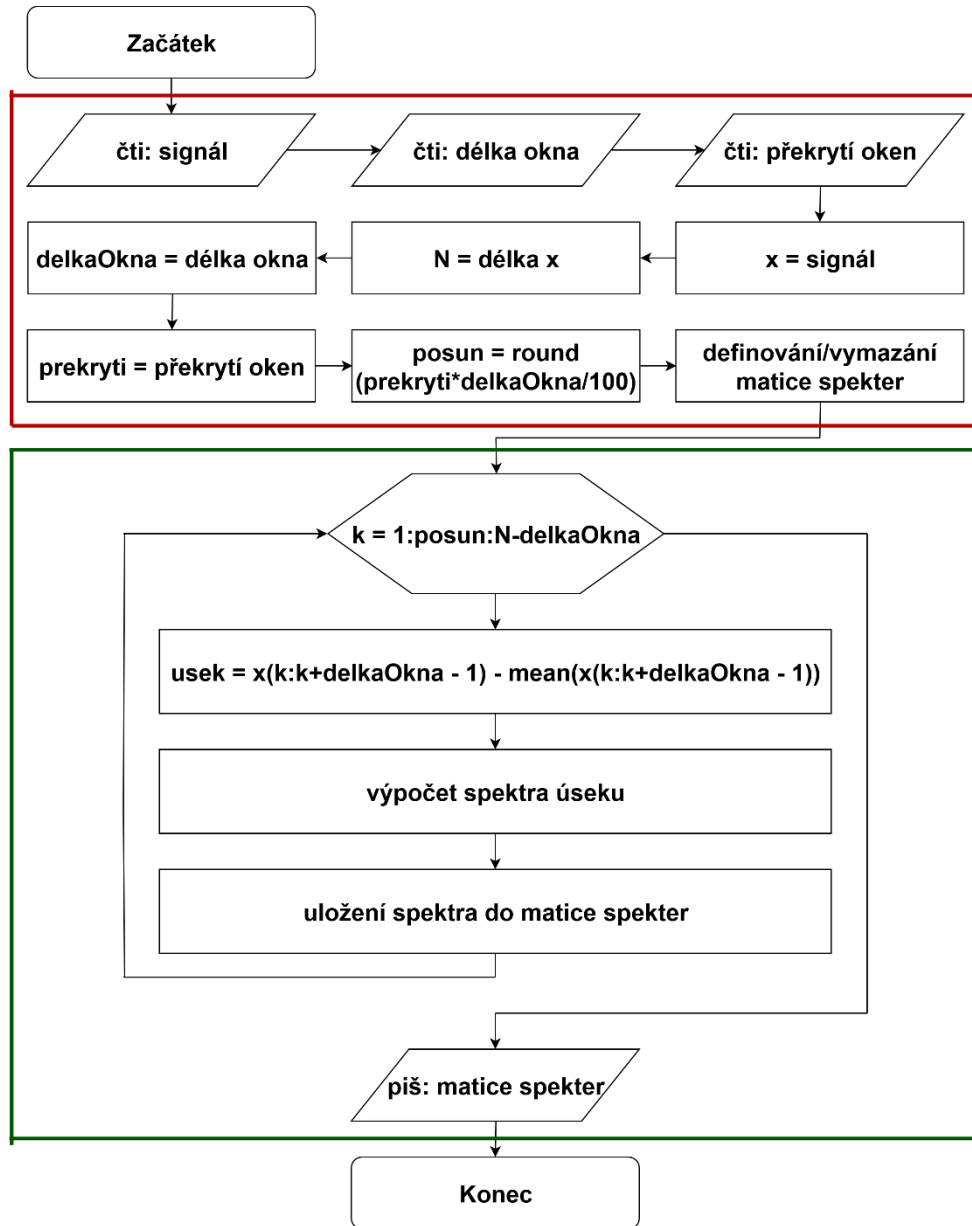 Začátek
čti: signál
čti: délka okna
čti: překrytí oken
x = signál
N = délka x
delkaOkna = délka okna
prekryti = překrytí oken
posun = round
(prekryti*delkaOkna/100)
definování/vymazání
matice spekter
k = 1:posun:N-delkaOkna
usek = x(k:k+delkaOkna - 1) - mean(x(k:k+delkaOkna - 1))
výpočet spektra úseku
uložení spektra do matice spekter
piš: matice spekter
Konec